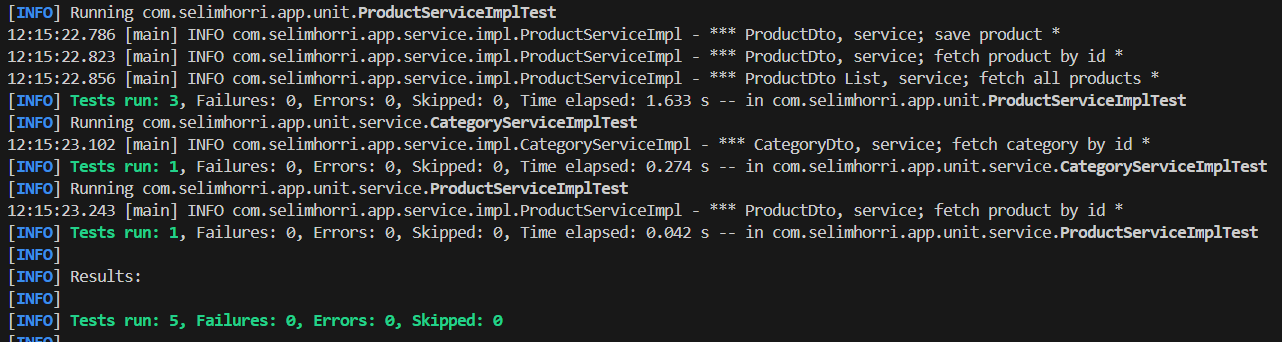 [INFO] Running com.selimhorri.app.unit.ProductServiceImplTest
12:15:22.786 [main] INFO com.selimhorri.app.service.impl.ProductServiceImpl - *** ProductDto, service; save product *
12:15:22.823 [main] INFO com.selimhorri.app.service.impl.ProductServiceImpl - *** ProductDto, service; fetch product by id *
12:15:22.856 [main] INFO com.selimhorri.app.service.impl.ProductServiceImpl - *** ProductDto List, service; fetch all products *
[INFO] Tests run: 3, Failures: 0, Errors: 0, Skipped: 0, Time elapsed: 1.633 s -- in com.selimhorri.app.unit.ProductServiceImplTest
[INFO] Running com.selimhorri.app.unit.service.CategoryServiceImplTest
12:15:23.102 [main] INFO com.selimhorri.app.service.impl.CategoryServiceImpl - *** CategoryDto, service; fetch category by id *
[INFO] Tests run: 1, Failures: 0, Errors: 0, Skipped: 0, Time elapsed: 0.274 s -- in com.selimhorri.app.unit.service.CategoryServiceImplTest
[INFO] Running com.selimhorri.app.unit.service.ProductServiceImplTest
12:15:23.243 [main] INFO com.selimhorri.app.service.impl.ProductServiceImpl - *** ProductDto, service; fetch product by id *
[INFO] Tests run: 1, Failures: 0, Errors: 0, Skipped: 0, Time elapsed: 0.042 s -- in com.selimhorri.app.unit.service.ProductServiceImplTest
[INFO]
[INFO] Results:
[INFO]
[INFO] Tests run: 5, Failures: 0, Errors: 0, Skipped: 0
[INFO]